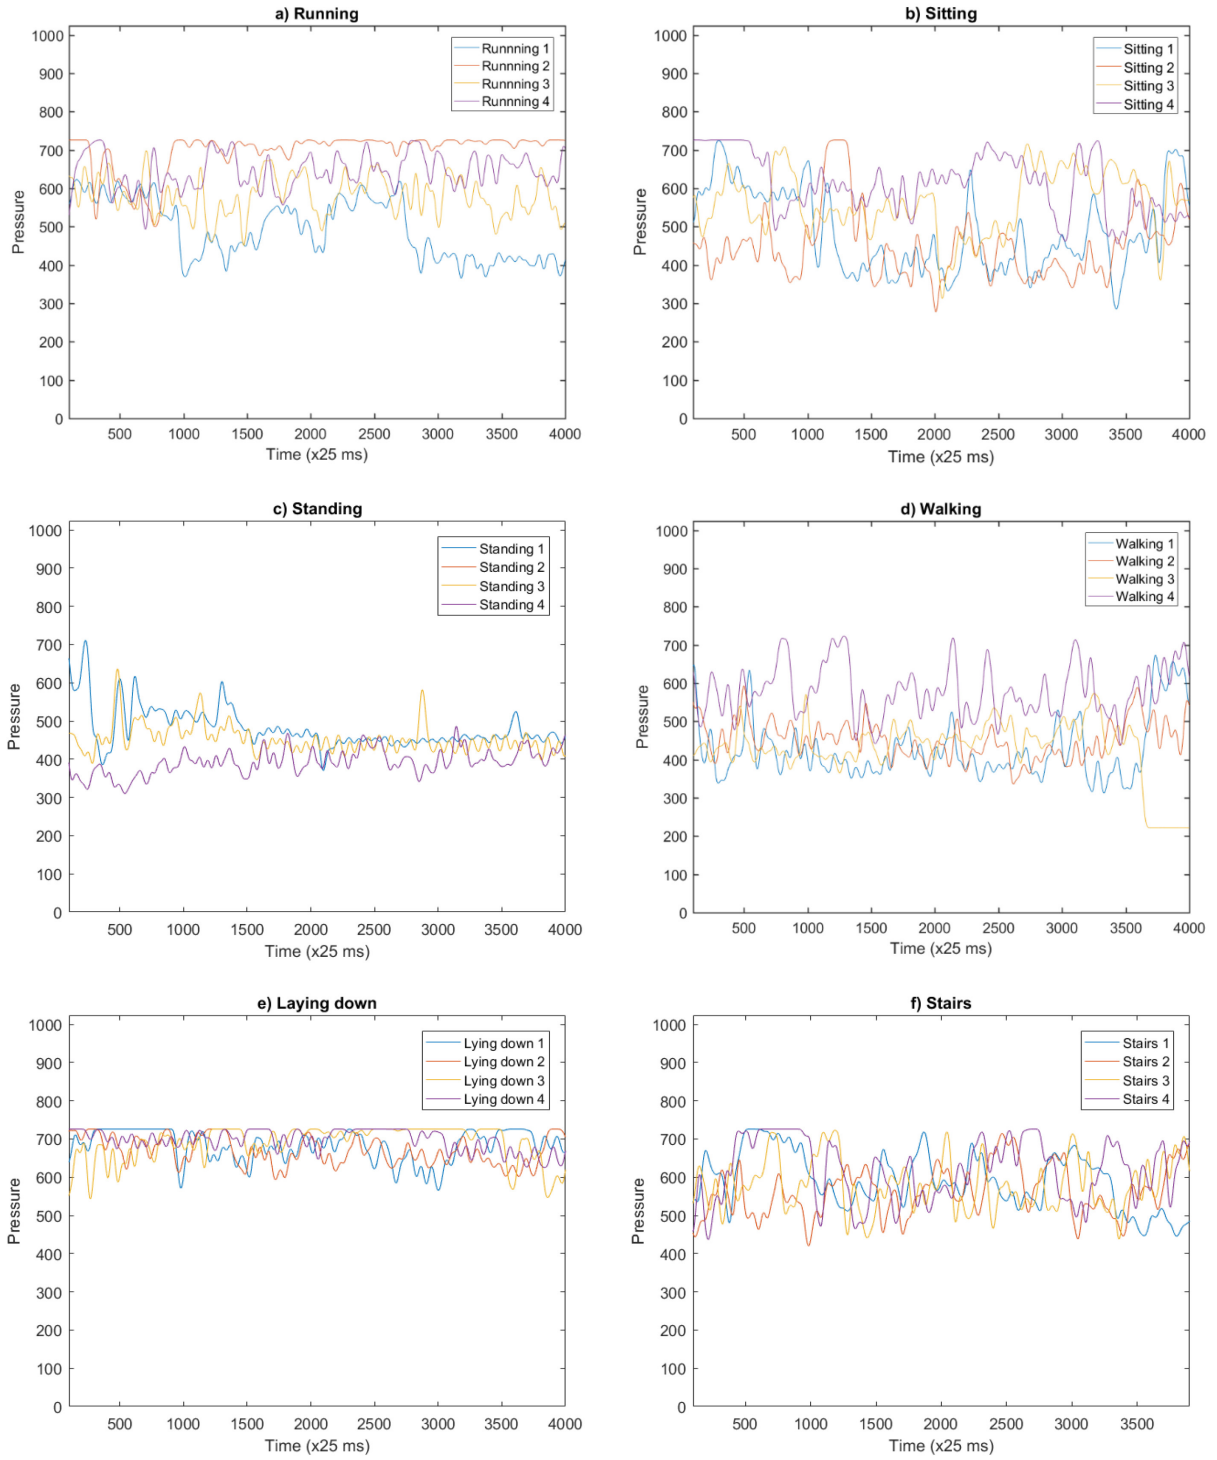 a) Running
1000
900
800
700
600
500
400
300
200
100
0
Pressure
Runnning 1
Runnning 2
Runnning 3
Runnning 4
500 1000 1500 2000 2500 3000 3500 4000
Time (x25 ms)
b) Sitting
1000
900
800
700
600
500
400
300
200
100
0
Pressure
Sitting 1
Sitting 2
Sitting 3
Sitting 4
500 1000 1500 2000 2500 3000 3500 4000
Time (x25 ms)
c) Standing
1000
900
800
700
600
500
400
300
200
100
0
Pressure
Standing 1
Standing 2
Standing 3
Standing 4
500 1000 1500 2000 2500 3000 3500 4000
Time (x25 ms)
d) Walking
1000
900
800
700
600
500
400
300
200
100
0
Pressure
Walking 1
Walking 2
Walking 3
Walking 4
500 1000 1500 2000 2500 3000 3500 4000
Time (x25 ms)
e) Laying down
1000
900
800
700
600
500
400
300
200
100
0
Pressure
Lying down 1
Lying down 2
Lying down 3
Lying down 4
500 1000 1500 2000 2500 3000 3500 4000
Time (x25 ms)
f) Stairs
1000
900
800
700
600
500
400
300
200
100
0
Pressure
Stairs 1
Stairs 2
Stairs 3
Stairs 4
500 1000 1500 2000 2500 3000 3500
Time (x25 ms)